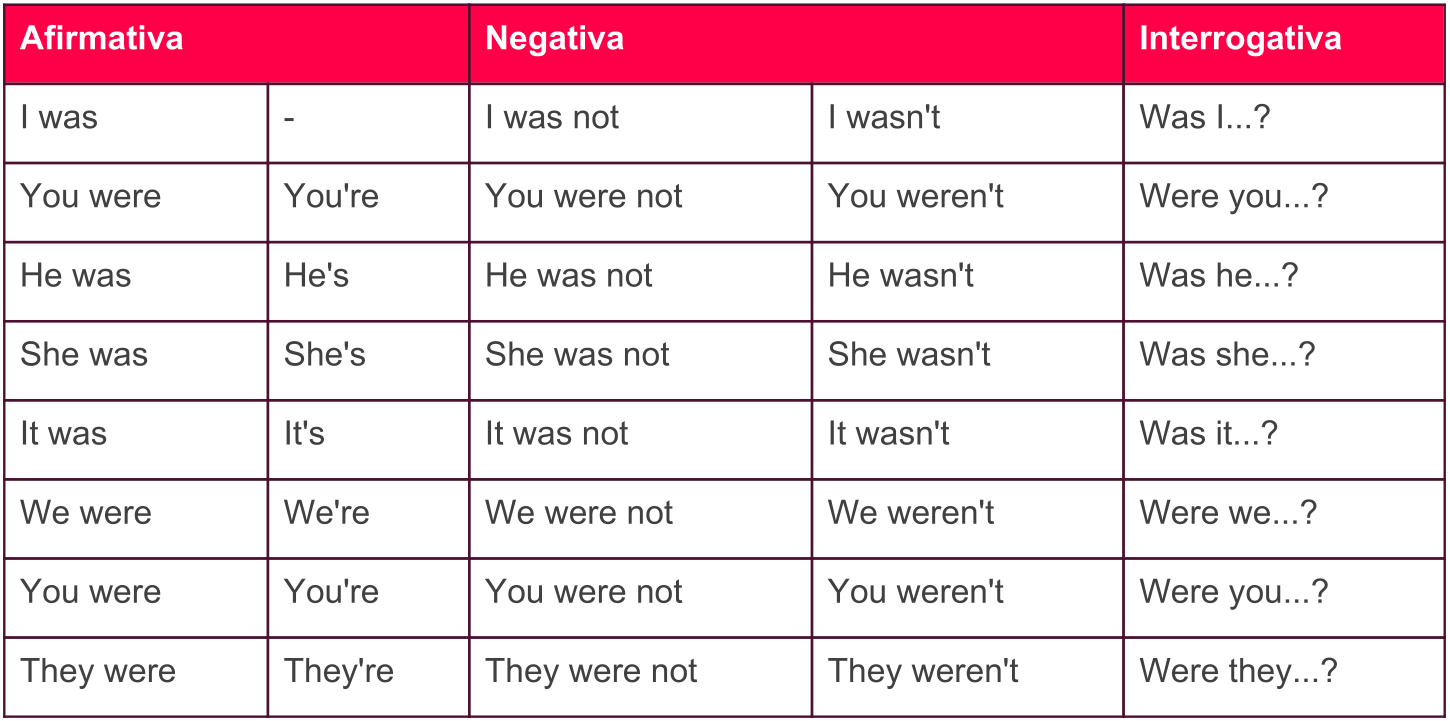 Afirmativa Negativa Interrogativa
I was - I was not I wasn't Was I...?
You were You're You were not You weren't Were you...?
He was He's He was not He wasn't Was he...?
She was She's She was not She wasn't Was she...?
It was It's It was not It wasn't Was it...?
We were We're We were not We weren't Were we...?
You were You're You were not You weren't Were you...?
They were They're They were not They weren't Were they...?